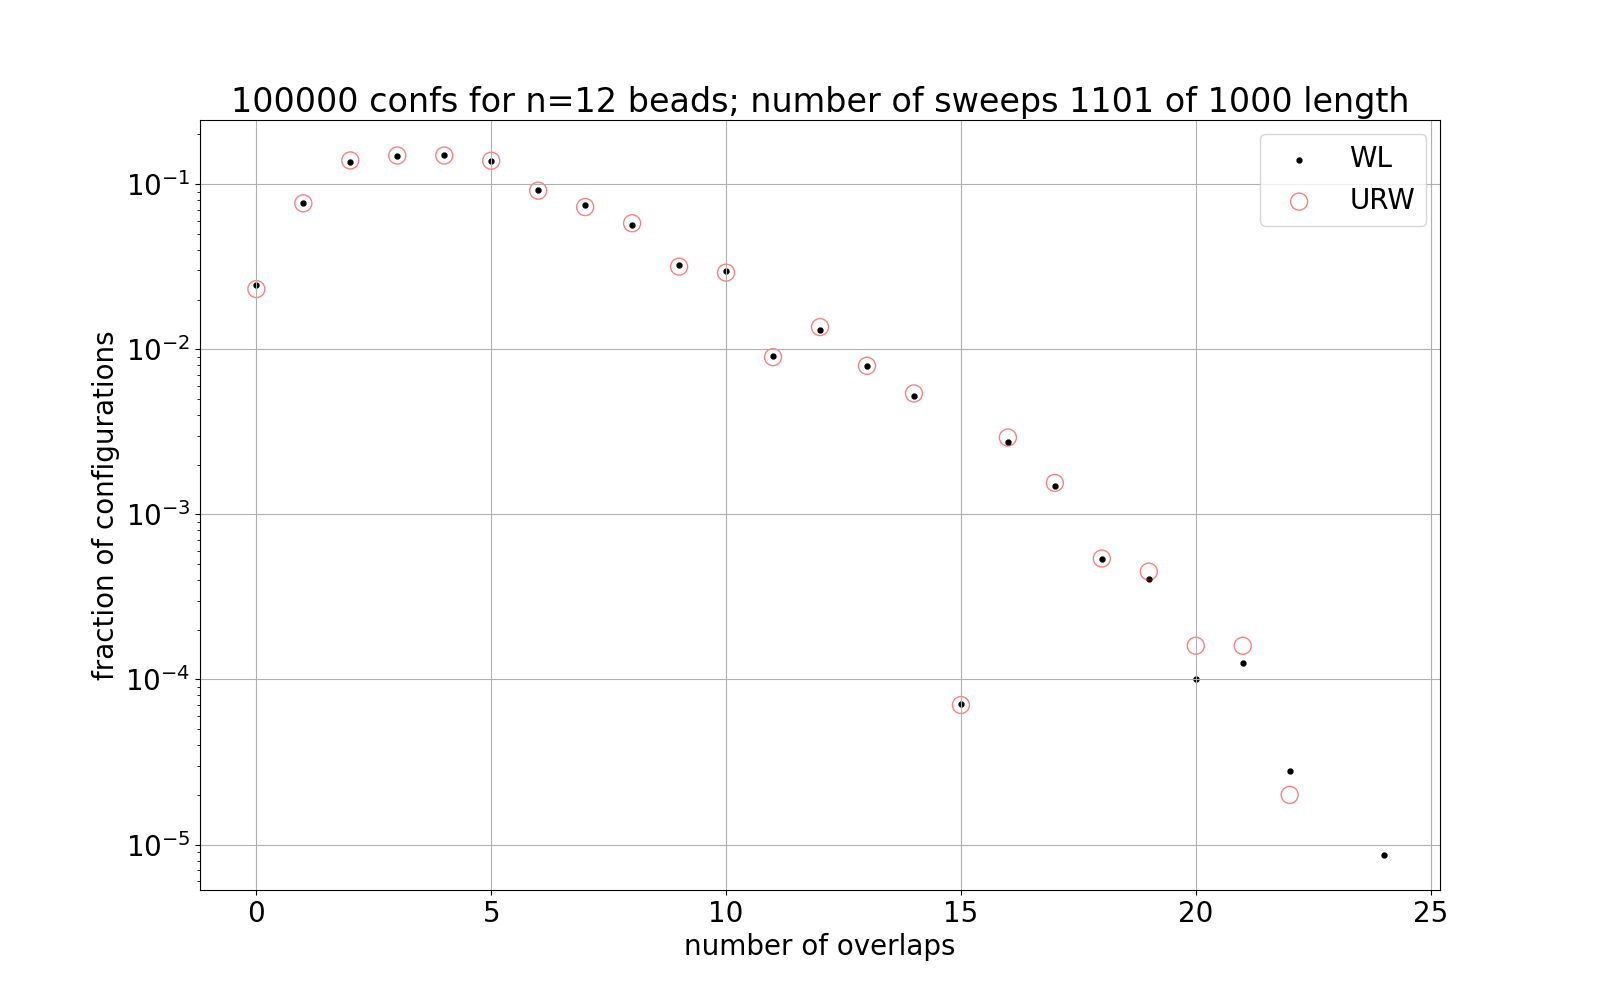 100000 confs for n=12 beads; number of sweeps 1101 of 1000 length
WL
URW
fraction of configurations
10⁻¹
10⁻²
10⁻³
10⁻⁴
10⁻⁵
0 5 10 15 20 25
number of overlaps